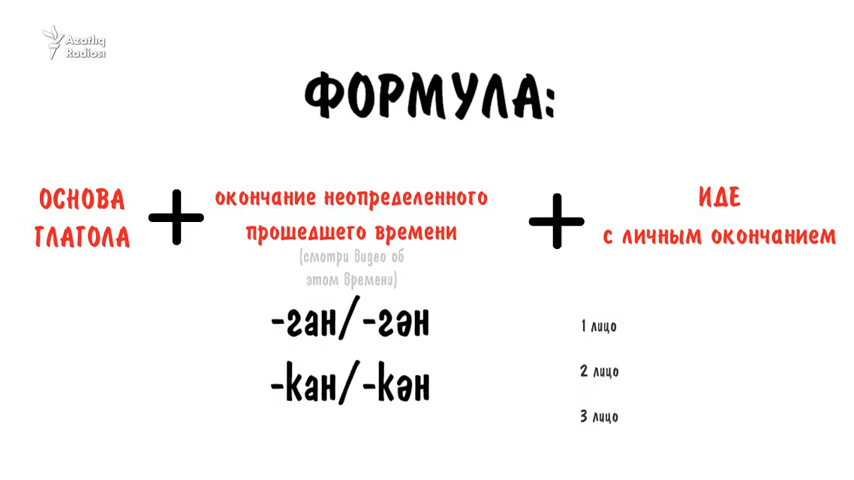 Azatlıq
Radiosı
ФОРМУЛА:
ОСНОВА
ГЛАГОЛА
+
окончание неопределенного
прошедшего времени
(смотри видео об
этом времени)
-ган/-гән
-кан/-кән
+
ИДЕ
с личным окончанием
1 лицо
2 лицо
3 лицо